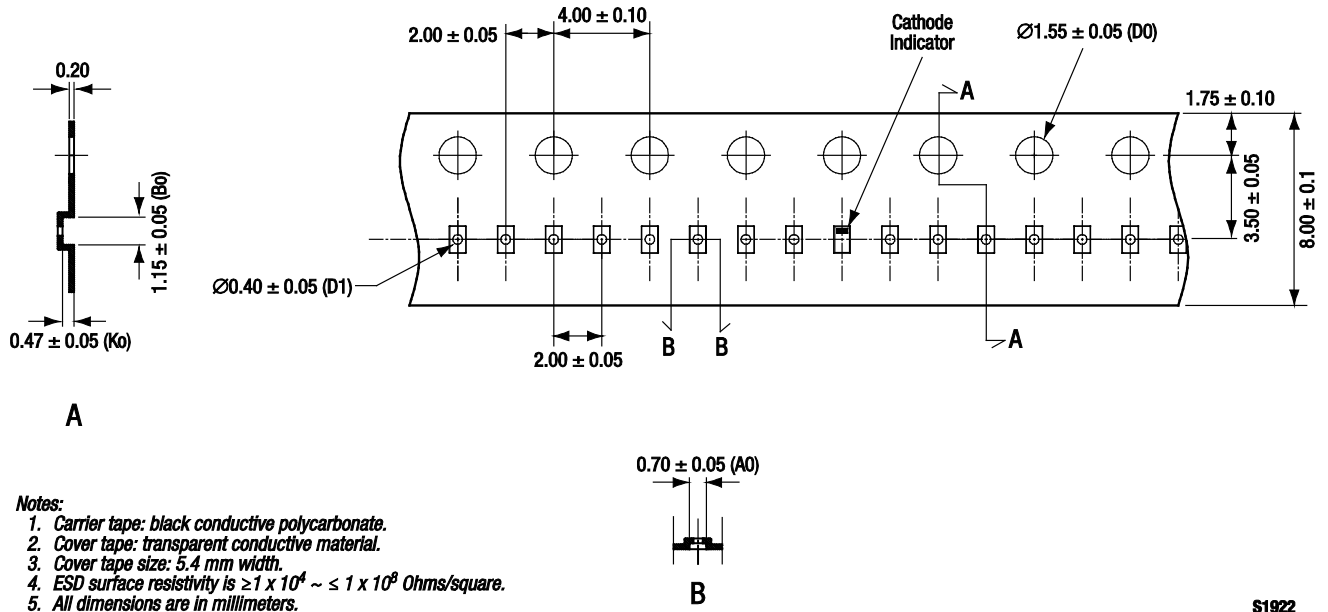 4.00 ± 0.10
2.00 ± 0.05
Cathode
Indicator
Ø1.55 ± 0.05 (D0)
0.20
A
1.75 ± 0.10
1.15 ± 0.05 (Bo)
3.50 ± 0.05
8.00 ± 0.1
Ø0.40 ± 0.05 (D1)
0.47 ± 0.05 (Ko)
B
B
A
2.00 ± 0.05
A
0.70 ± 0.05 (A0)
B
Notes:
1. Carrier tape: black conductive polycarbonate.
2. Cover tape: transparent conductive material.
3. Cover tape size: 5.4 mm width.
4. ESD surface resistivity is ≥1 x 10⁴ ~ ≤ 1 x 10⁸ Ohms/square.
5. All dimensions are in millimeters.
S1922